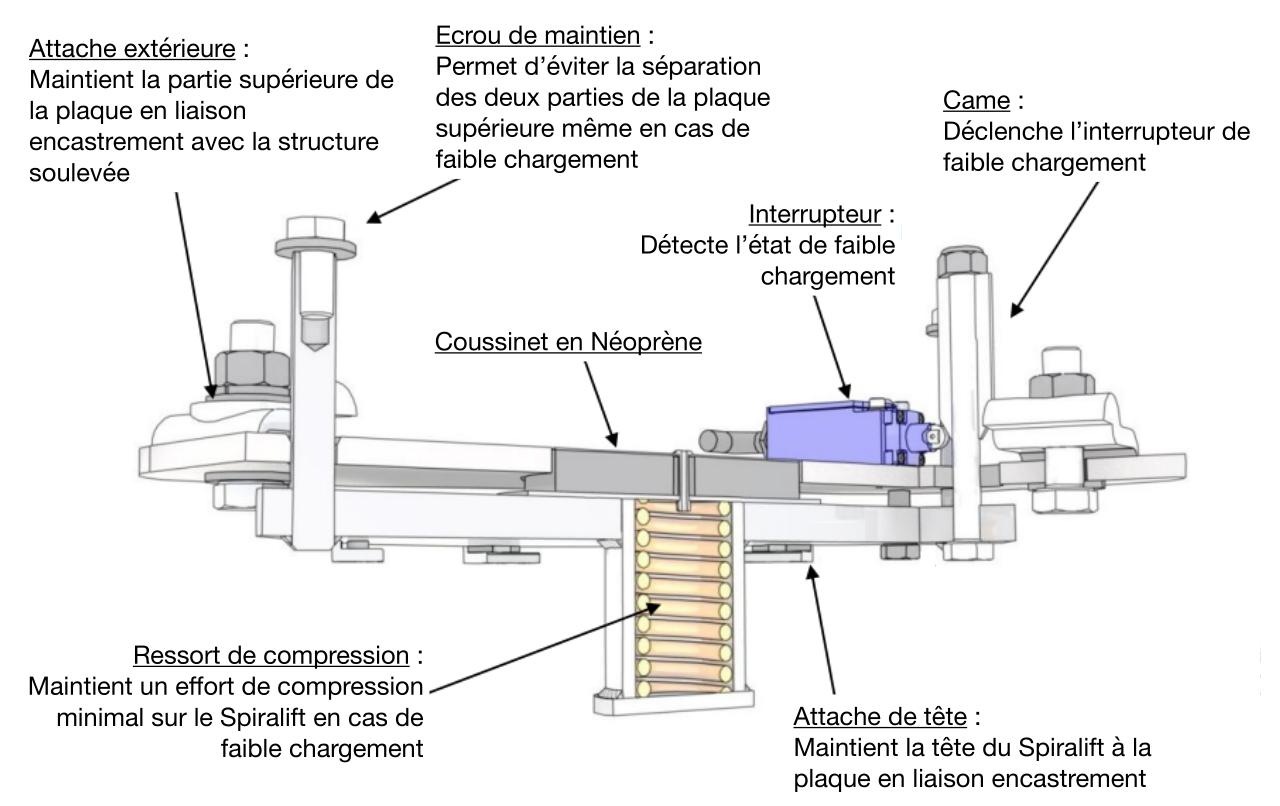 Attache extérieure :
Maintient la partie supérieure de
la plaque en liaison
encastrement avec la structure
soulevée
Ecrou de maintien :
Permet d’éviter la séparation
des deux parties de la plaque
supérieure même en cas de
faible chargement
Came :
Déclenche l’interrupteur de
faible chargement
Interrupteur :
Détecte l’état de faible
chargement
Coussinet en Néoprène
Ressort de compression :
Maintient un effort de compression
minimal sur le Spiralift en cas de
faible chargement
Attache de tête :
Maintient la tête du Spiralift à la
plaque en liaison encastrement